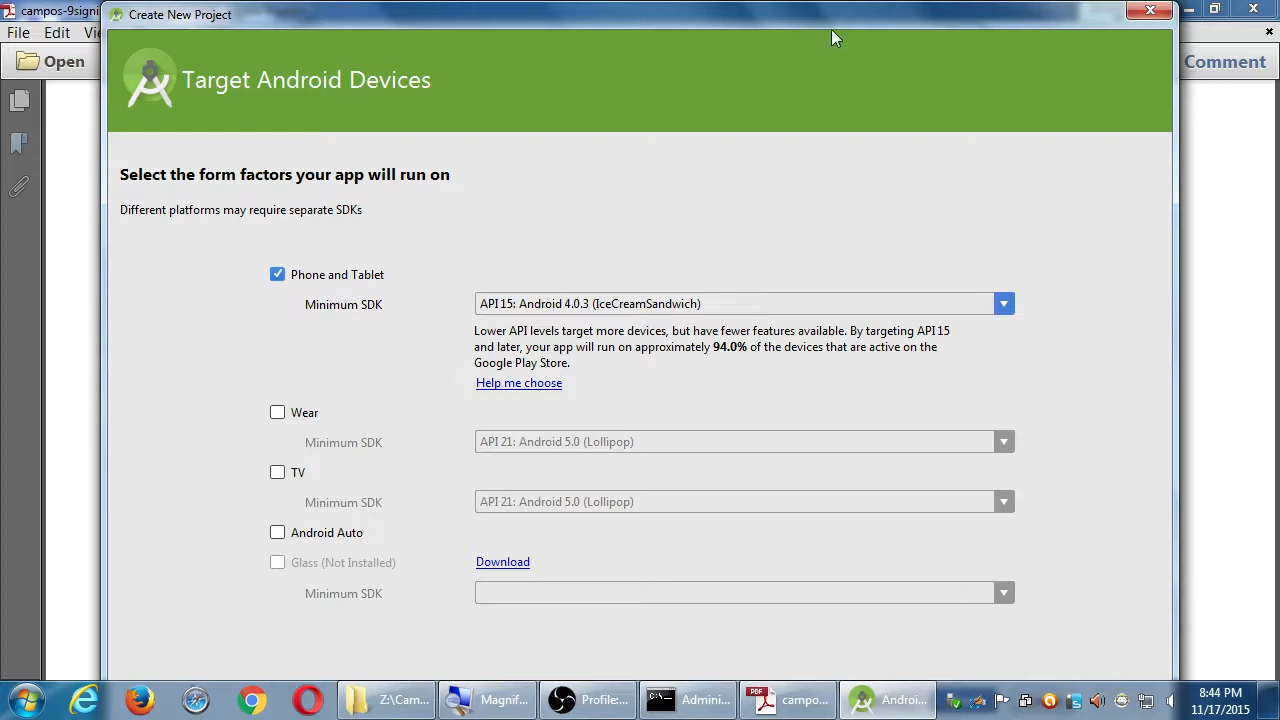 campos-9signi
Create New Project
File Edit Vi
Open
Comment
Target Android Devices
Select the form factors your app will run on
Different platforms may require separate SDKs
Phone and Tablet
Minimum SDK
API 15: Android 4.0.3 (IceCreamSandwich)
Lower API levels target more devices, but have fewer features available. By targeting API 15
and later, your app will run on approximately 94.0% of the devices that are active on the
Google Play Store.
Help me choose
Wear
Minimum SDK
API 21: Android 5.0 (Lollipop)
TV
Minimum SDK
API 21: Android 5.0 (Lollipop)
Android Auto
Glass (Not Installed)
Download
Minimum SDK
Z:\Cam...
Magnif...
Profile:...
Admini...
campo...
Androi...
8:44 PM
11/17/2015